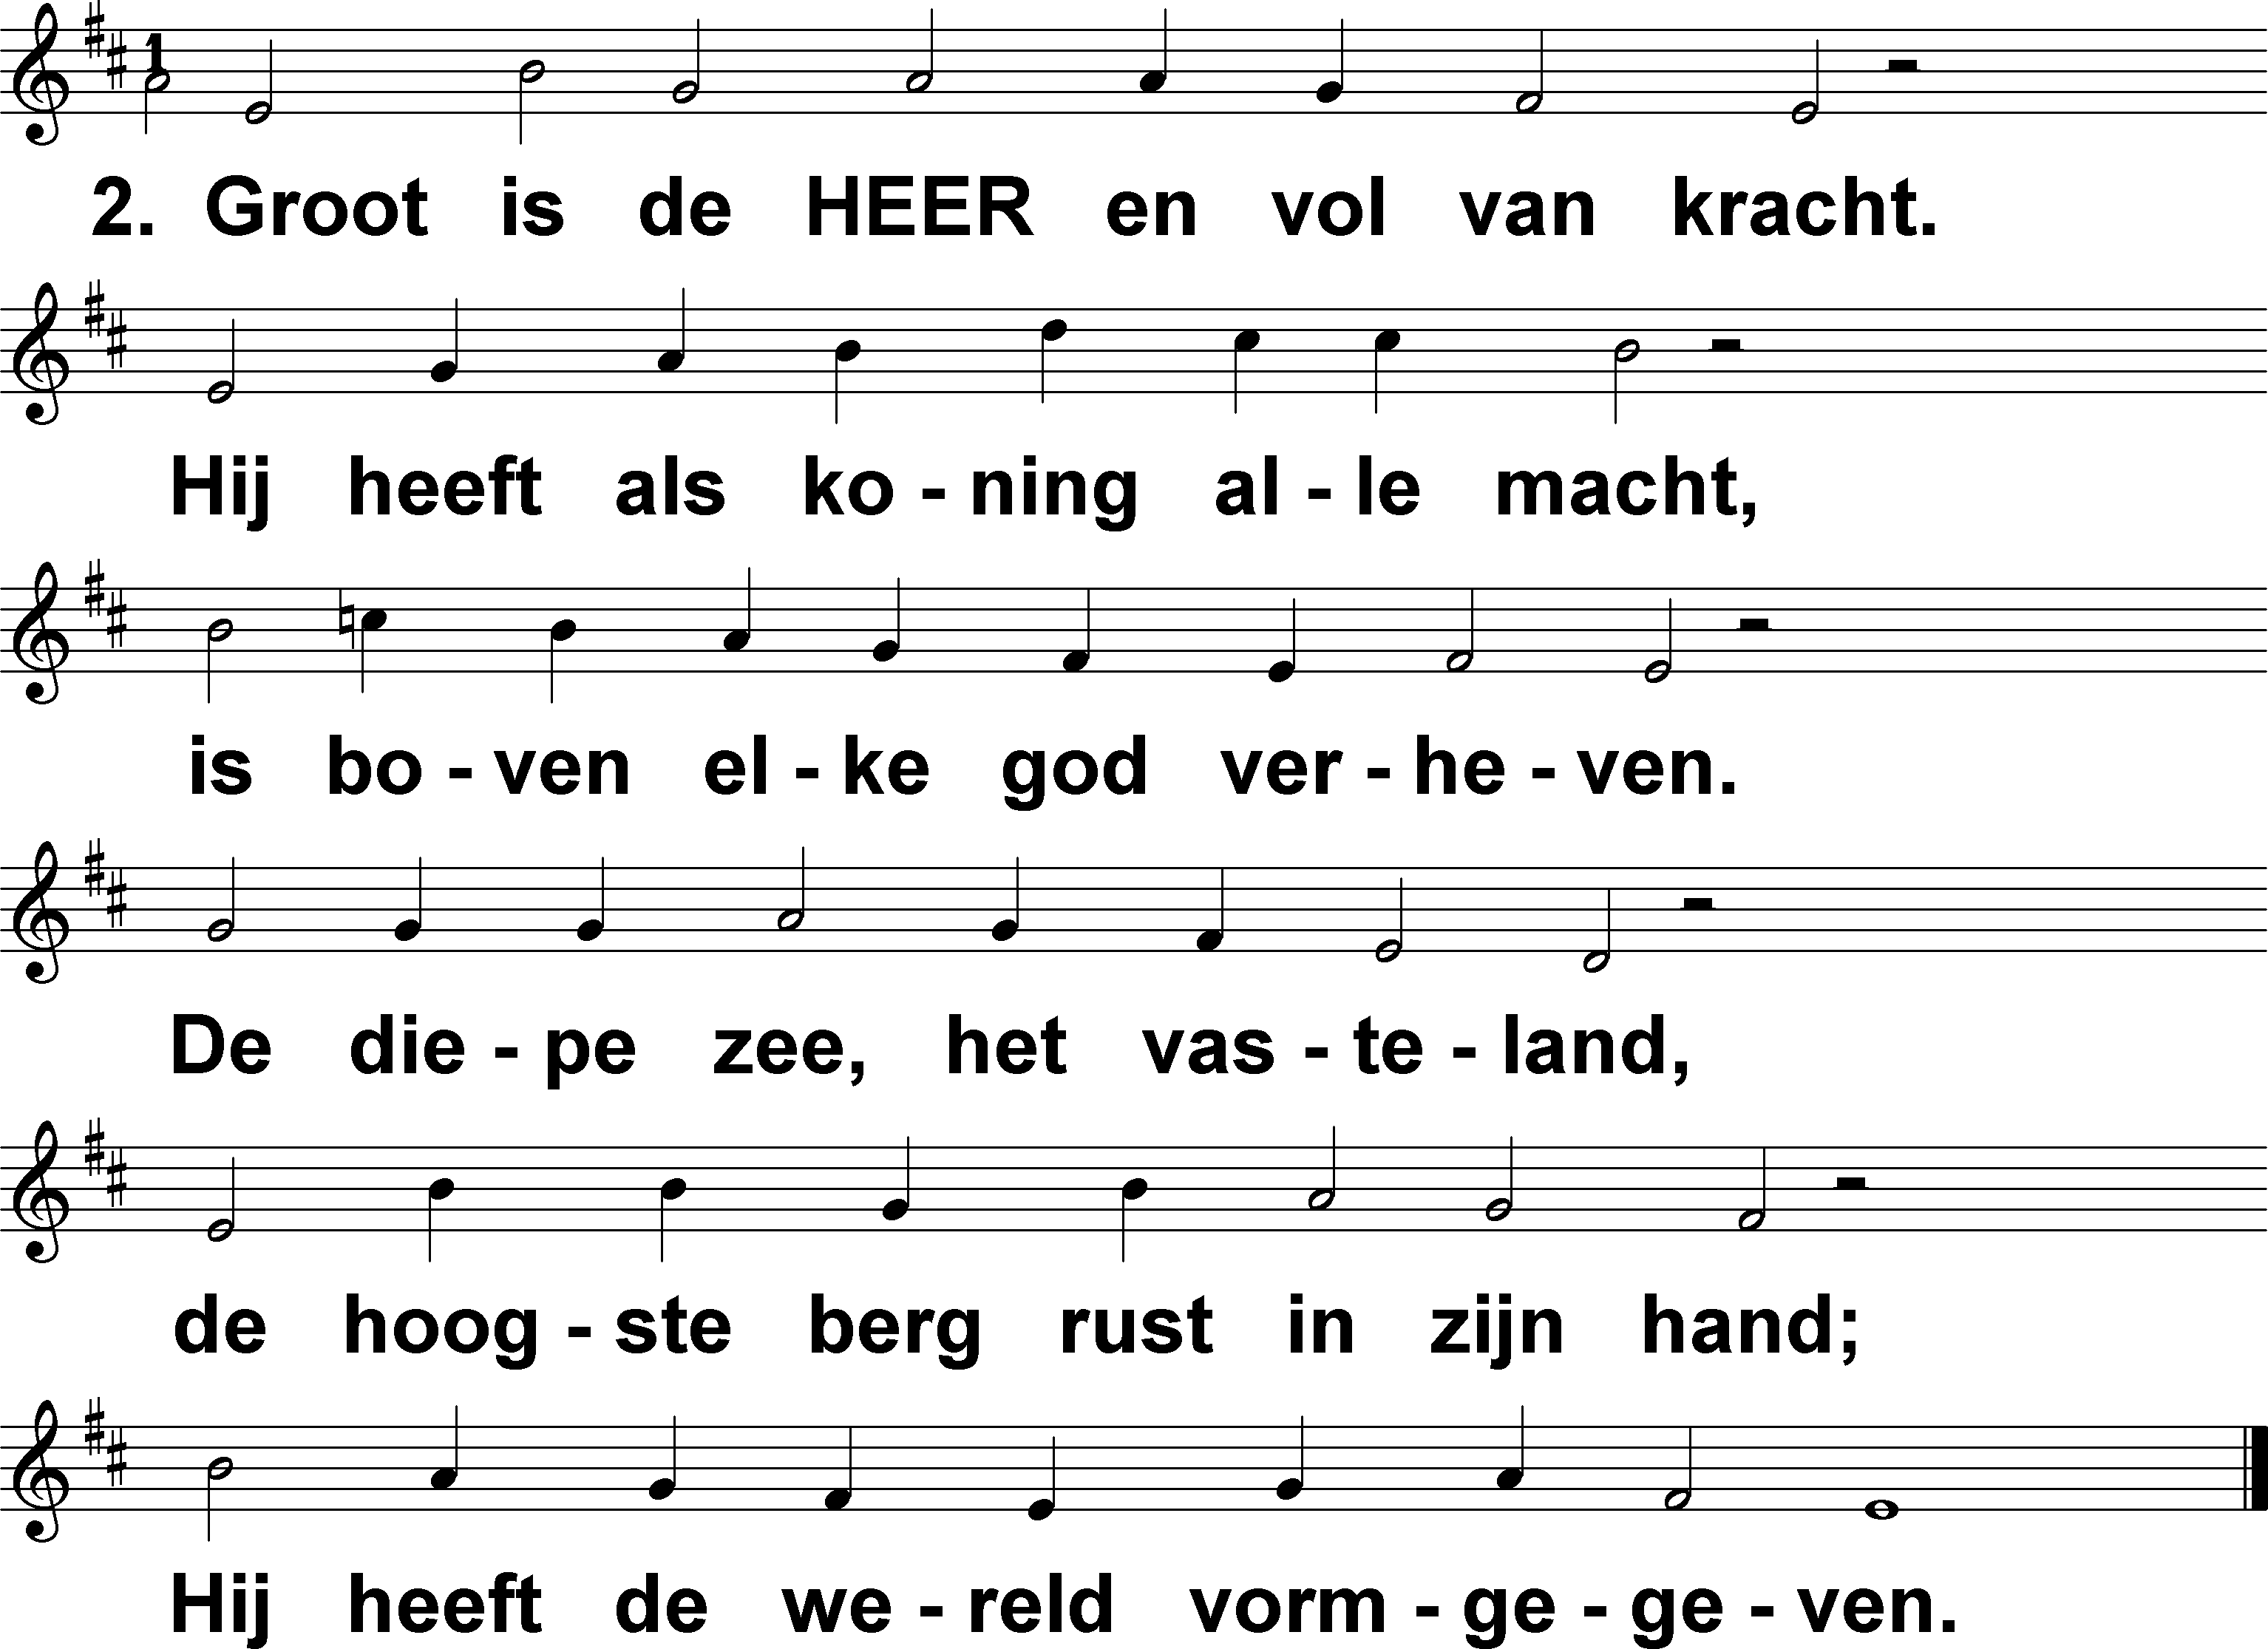 1
2. Groot is de HEER en vol van kracht.
Hij heeft als ko - ning al - le macht,
is bo - ven el - ke god ver - he - ven.
De die - pe zee, het vas - te - land,
de hoog - ste berg rust in zijn hand;
Hij heeft de we - reld vorm - ge - ge - ven.